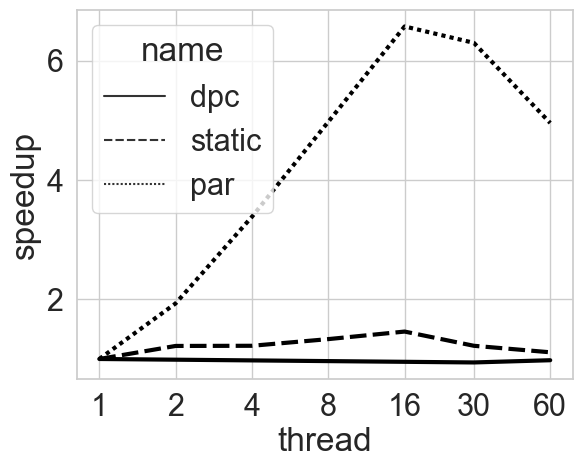 name
dpc
static
par
speedup
6
4
2
1 2 4 8 16 30 60
thread